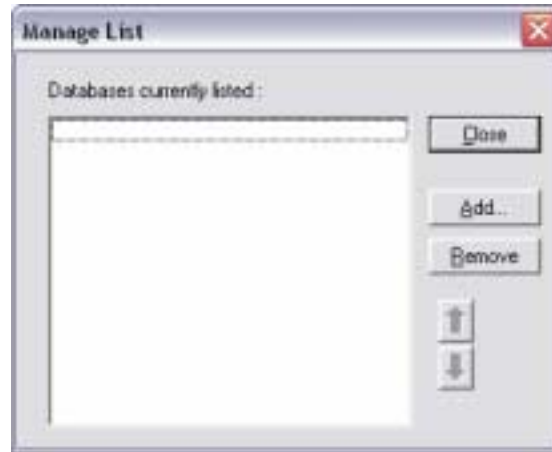 Manage List
Databases currently listed :
Close
Add...
Remove